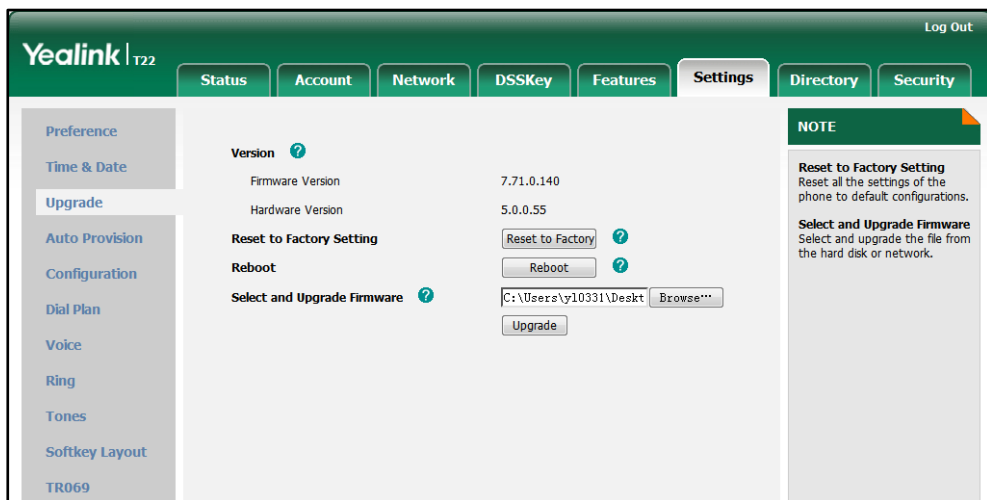 Log Out
Yealink | T22
Status Account Network DSSKey Features Settings Directory Security
Preference
Time & Date
Upgrade
Auto Provision
Configuration
Dial Plan
Voice
Ring
Tones
Softkey Layout
TR069
Version ?
Firmware Version 7.71.0.140
Hardware Version 5.0.0.55
Reset to Factory Setting Reset to Factory ?
Reboot Reboot ?
Select and Upgrade Firmware ? C:\Users\yl0331\Deskt Browse…
Upgrade
NOTE
Reset to Factory Setting
Reset all the settings of the
phone to default configurations.
Select and Upgrade Firmware
Select and upgrade the file from
the hard disk or network.